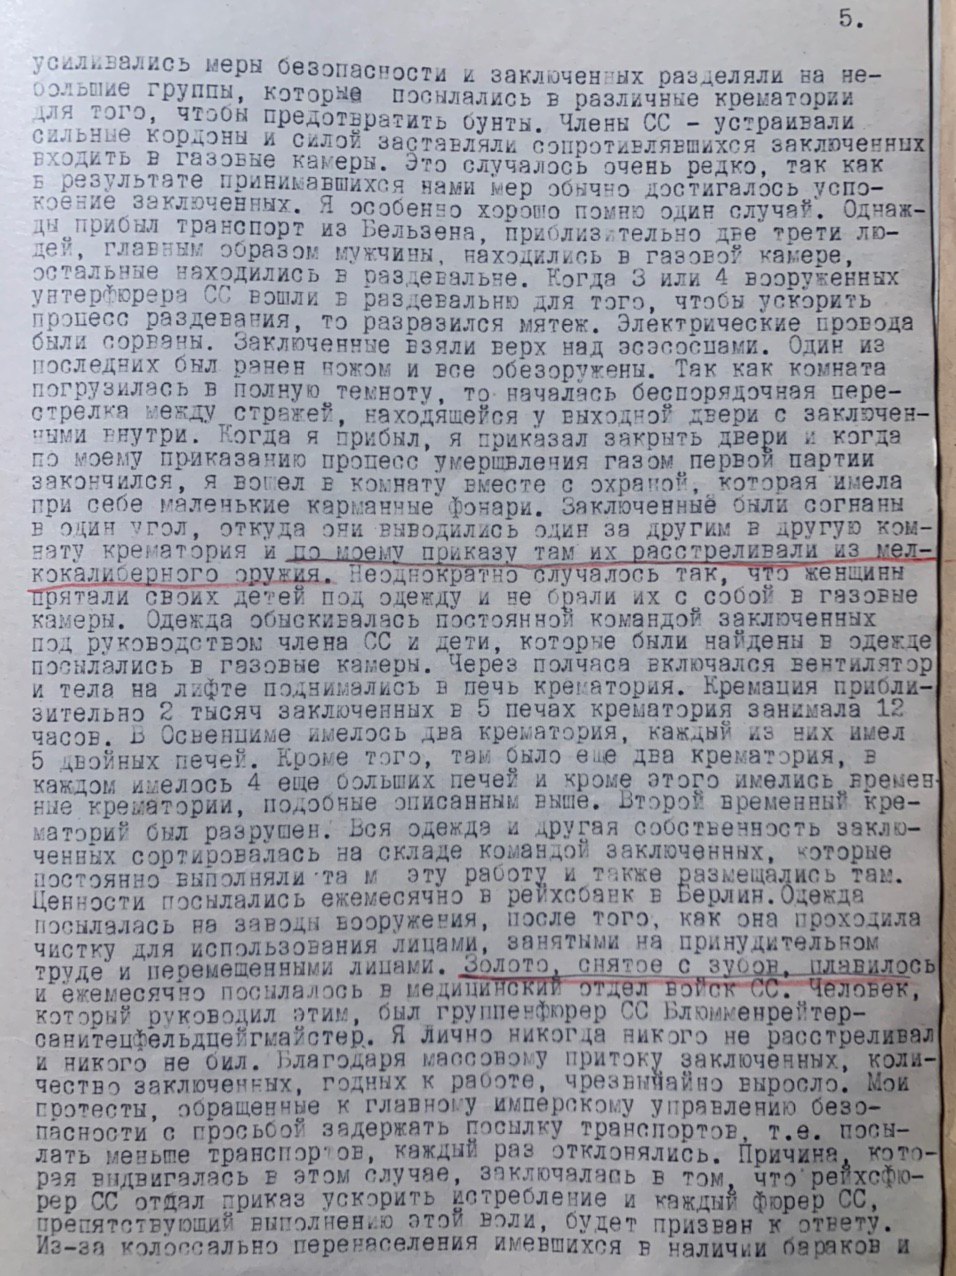 5.
усиливались меры безопасности и заключенных разделяли на не-
большие группы, которые посылались в различные крематории
для того, чтобы предотвратить бунты. Члены СС - устраивали
сильные кордоны и силой заставляли сопротивлявшихся заключенных
входить в газовые камеры. Это случалось очень редко, так как
в результате принимавшихся нами мер обычно достигалось успо-
коение заключенных. Я особенно хорошо помню один случай. Однаж-
ды прибыл транспорт из Бельзена, приблизительно две трети лю-
дей, главным образом мужчины, находились в газовой камере,
остальные находились в раздевальне. Когда 3 или 4 вооруженных
унтерфюрера СС вошли в раздевальню для того, чтобы ускорить
процесс раздевания, то разразился мятеж. Электрические провода
были сорваны. Заключенные взяли верх над эсэсосцами. Один из
последних был ранен ножом и все обезоружены. Так как комната
погрузилась в полную темноту, то началась беспорядочная пере-
стрелка между стражей, находящейся у выходной двери с заключен-
ными внутри. Когда я прибыл, я приказал закрыть двери и когда
по моему приказанию процесс умерщвления газом первой партии
закончился, я вошел в комнату вместе с охраной, которая имела
при себе маленькие карманные фонари. Заключенные были согнаны
в один угол, откуда они выводились один за другим в другую ком-
нату крематория и по моему приказу там их расстреливали из мел-
кокалиберного оружия. Неоднократно случалось так, что женщины
прятали своих детей под одежду и не брали их с собой в газовые
камеры. Одежда обыскивалась постоянной командой заключенных
под руководством члена СС и дети, которые были найдены в одежде
посылались в газовые камеры. Через полчаса включался вентилятор
и тела на лифте поднимались в печь крематория. Кремация прибли-
зительно 2 тысяч заключенных в 5 печах крематория занимала 12
часов. В Освенциме имелось два крематория, каждый из них имел
5 двойных печей. Кроме того, там было еще два крематория, в
каждом имелось 4 еще больших печей и кроме этого имелись времен-
ные крематории, подобные описанным выше. Второй временный кре-
маторий был разрушен. Вся одежда и другая собственность заклю-
ченных сортировалась на складе командой заключенных, которые
постоянно выполняли та м эту работу и также размещались там.
Ценности посылались ежемесячно в рейхсбанк в Берлин.Одежда
посылалась на заводы вооружения, после того, как она проходила
чистку для использования лицами, занятыми на принудительном
труде и перемещенными лицами. Золото, снятое с зубов, плавилось
и ежемесячно посылалось в медицинский отдел войск СС. Человек,
который руководил этим, был группенфюрер СС Блюмменрейтер-
санитецфельдцейгмайстер. Я Лично никогда никого не расстреливал
и никого не бил. Благодаря массовому притоку заключенных, коли-
чество заключенных, годных к работе, чрезвычайно выросло. Мои
протесты, обращенные к главному имперскому управлению безо-
пасности с просьбой задержать посылку транспортов, т.е. посы-
лать меньше транспортов, каждый раз отклонялись. Причина, кото-
рая выдвигалась в этом случае, заключалась в том, что рейхсфю-
рер СС отдал приказ ускорить истребление и каждый фюрер СС,
препятствующий выполнению этой воли, будет призван к ответу.
Из-за колоссально перенаселения имевшихся в наличии бараков и